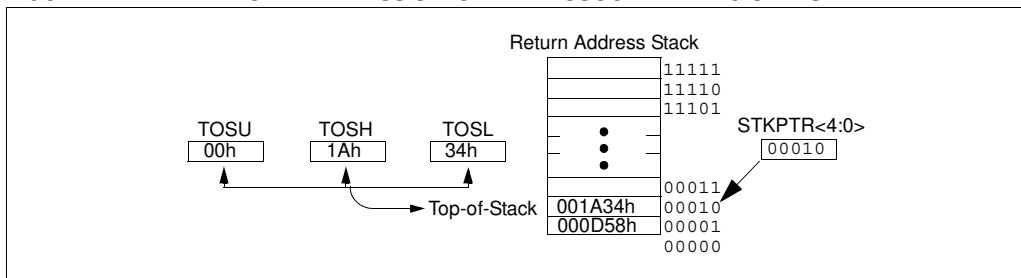 Return Address Stack
11111
11110
11101
TOSU TOSH TOSL
00h 1Ah 34h
STKPTR<4:0>
00010
00011
Top-of-Stack 001A34h 00010
000D58h 00001
00000